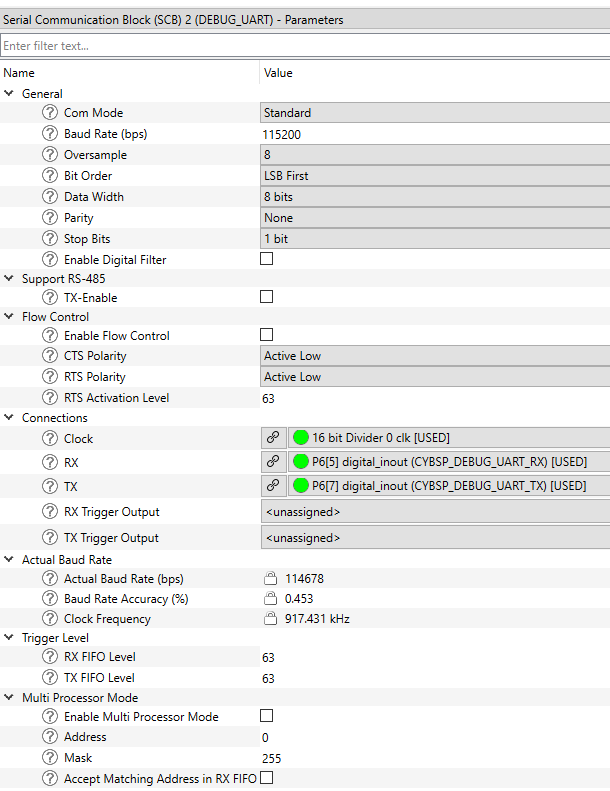 Serial Communication Block (SCB) 2 (DEBUG_UART) - Parameters
Enter filter text...
Name Value
General
? Com Mode Standard
? Baud Rate (bps) 115200
? Oversample 8
? Bit Order LSB First
? Data Width 8 bits
? Parity None
? Stop Bits 1 bit
? Enable Digital Filter
Support RS-485
? TX-Enable
Flow Control
? Enable Flow Control
? CTS Polarity Active Low
? RTS Polarity Active Low
? RTS Activation Level 63
Connections
? Clock 16 bit Divider 0 clk [USED]
? RX P6[5] digital_inout (CYBSP_DEBUG_UART_RX) [USED]
? TX P6[7] digital_inout (CYBSP_DEBUG_UART_TX) [USED]
? RX Trigger Output <unassigned>
? TX Trigger Output <unassigned>
Actual Baud Rate
? Actual Baud Rate (bps) 114678
? Baud Rate Accuracy (%) 0.453
? Clock Frequency 917.431 kHz
Trigger Level
? RX FIFO Level 63
? TX FIFO Level 63
Multi Processor Mode
? Enable Multi Processor Mode
? Address 0
? Mask 255
? Accept Matching Address in RX FIFO